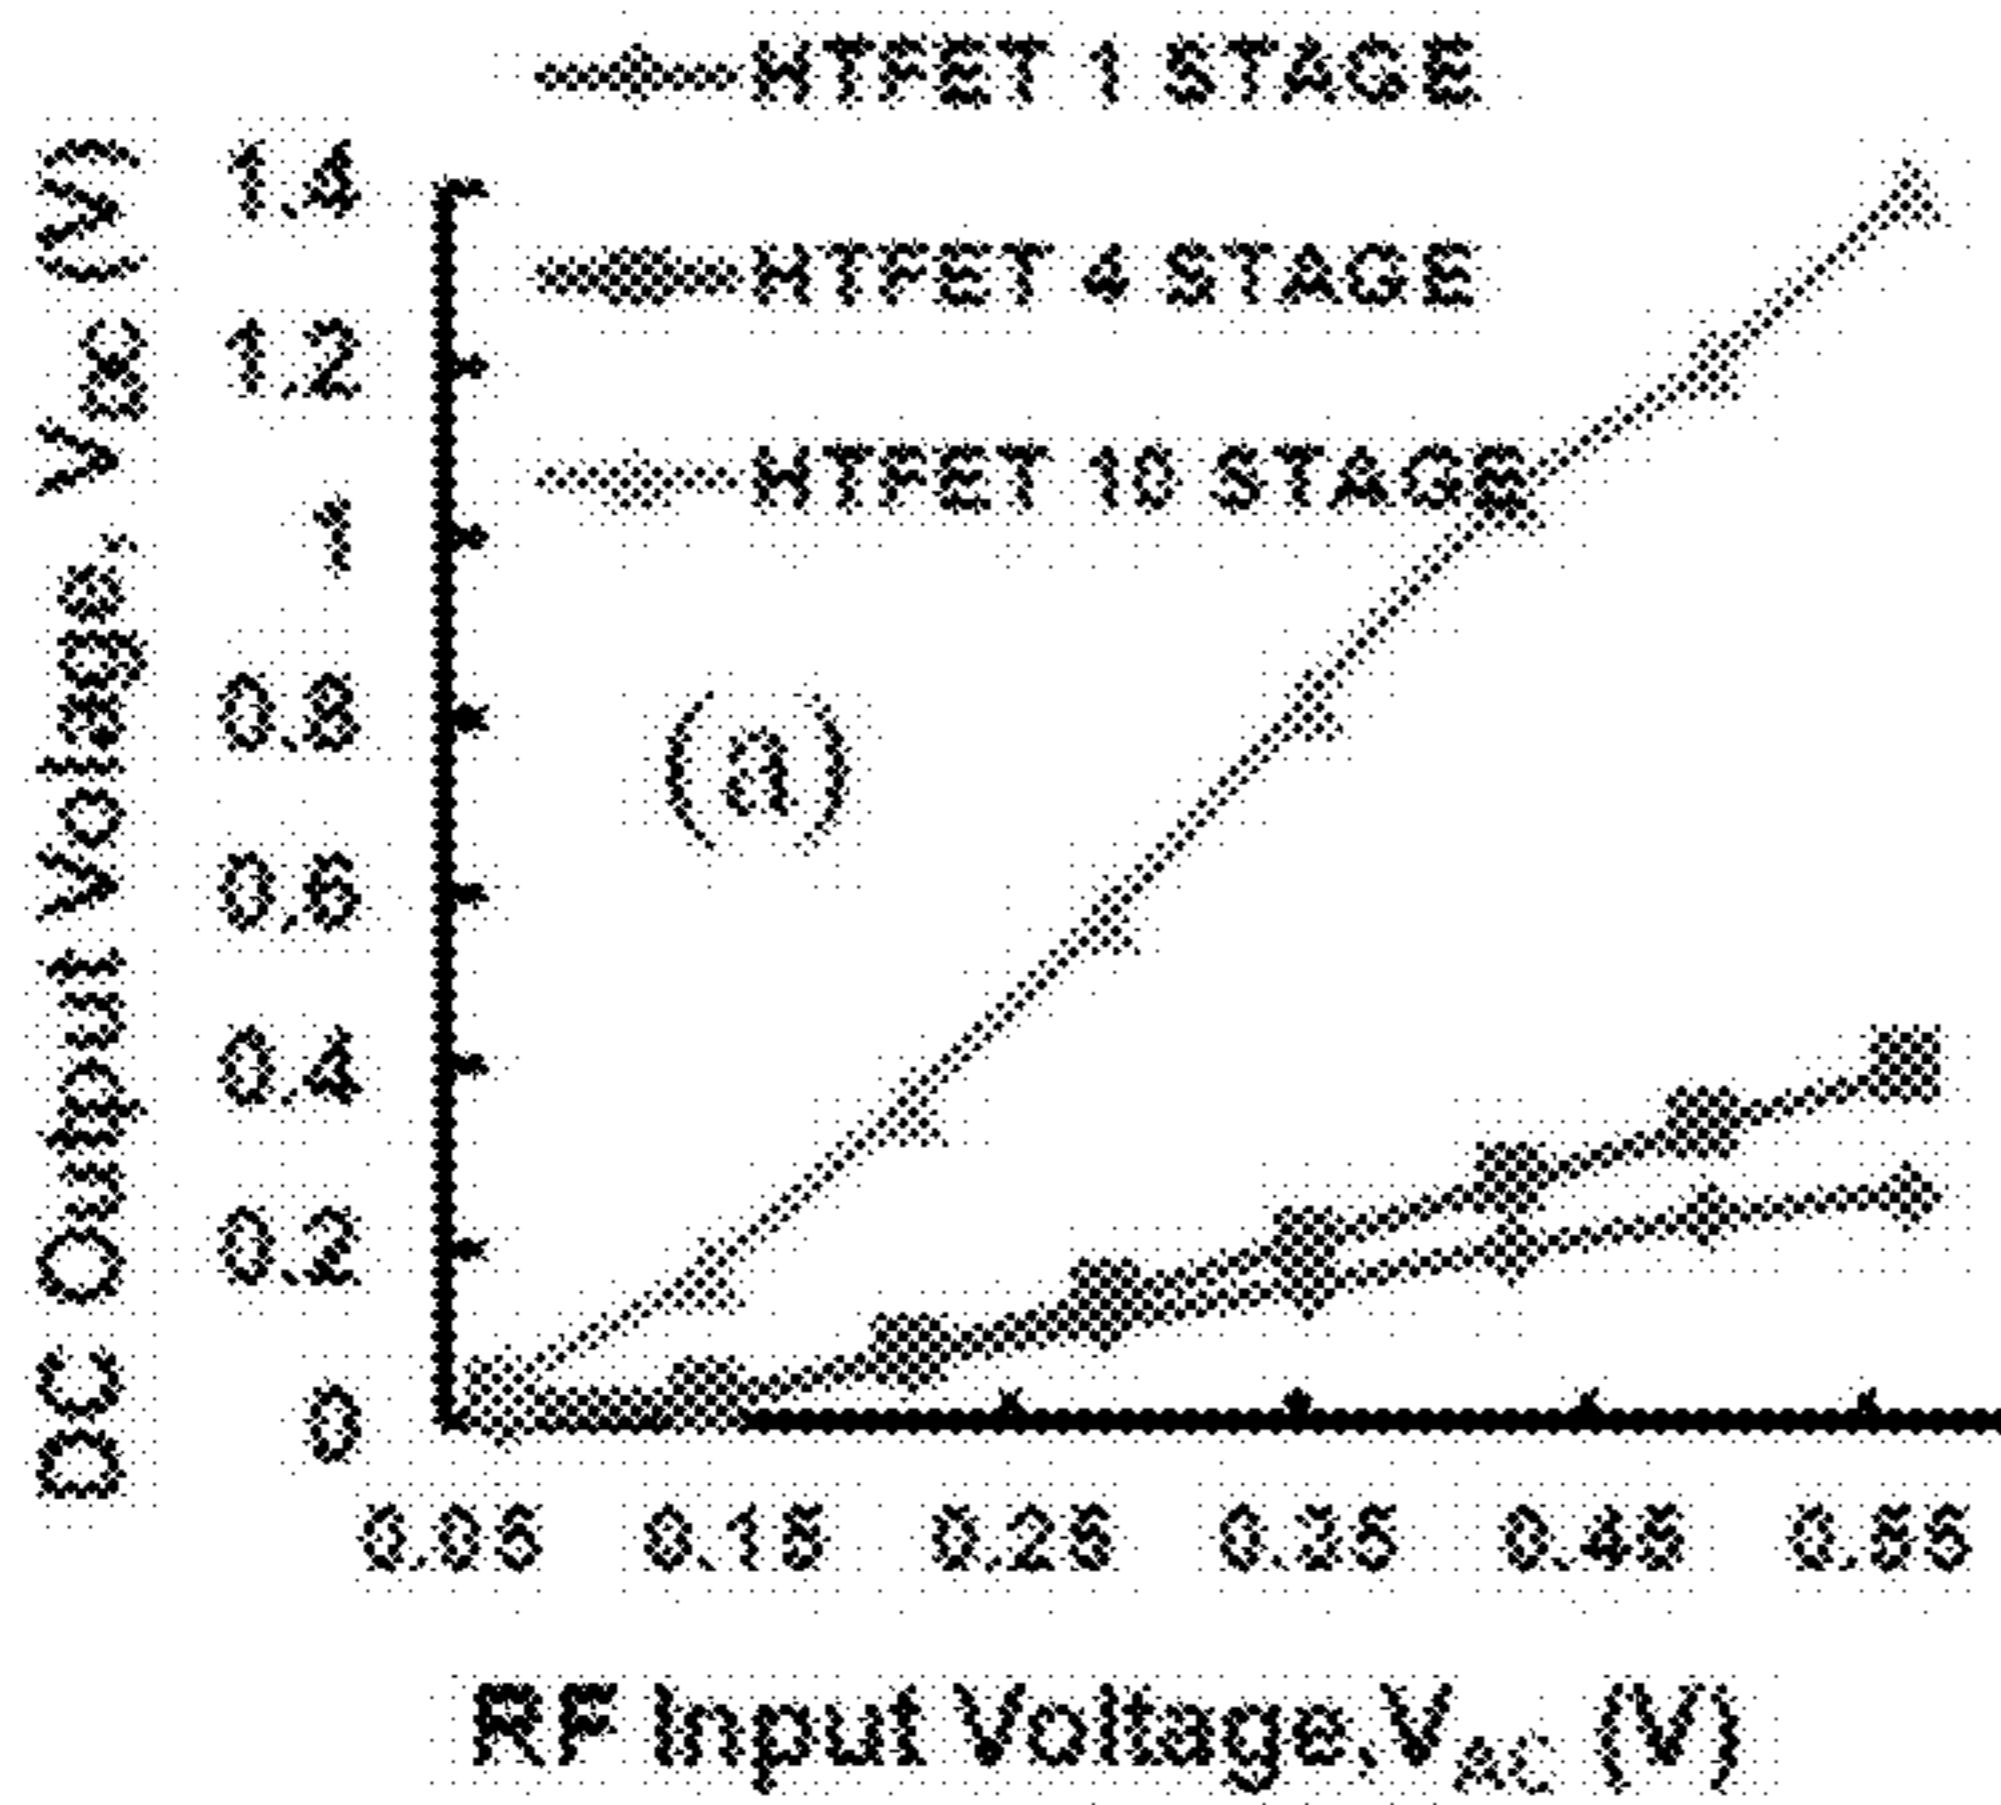 HTFET 1 STAGE
HTFET 4 STAGE
HTFET 10 STAGE
(a)
DC Output Voltage, VDC (V)
1.4
1.2
1
0.8
0.6
0.4
0.2
0
0.05 0.15 0.25 0.35 0.45 0.55
RF Input Voltage,VAC (V)